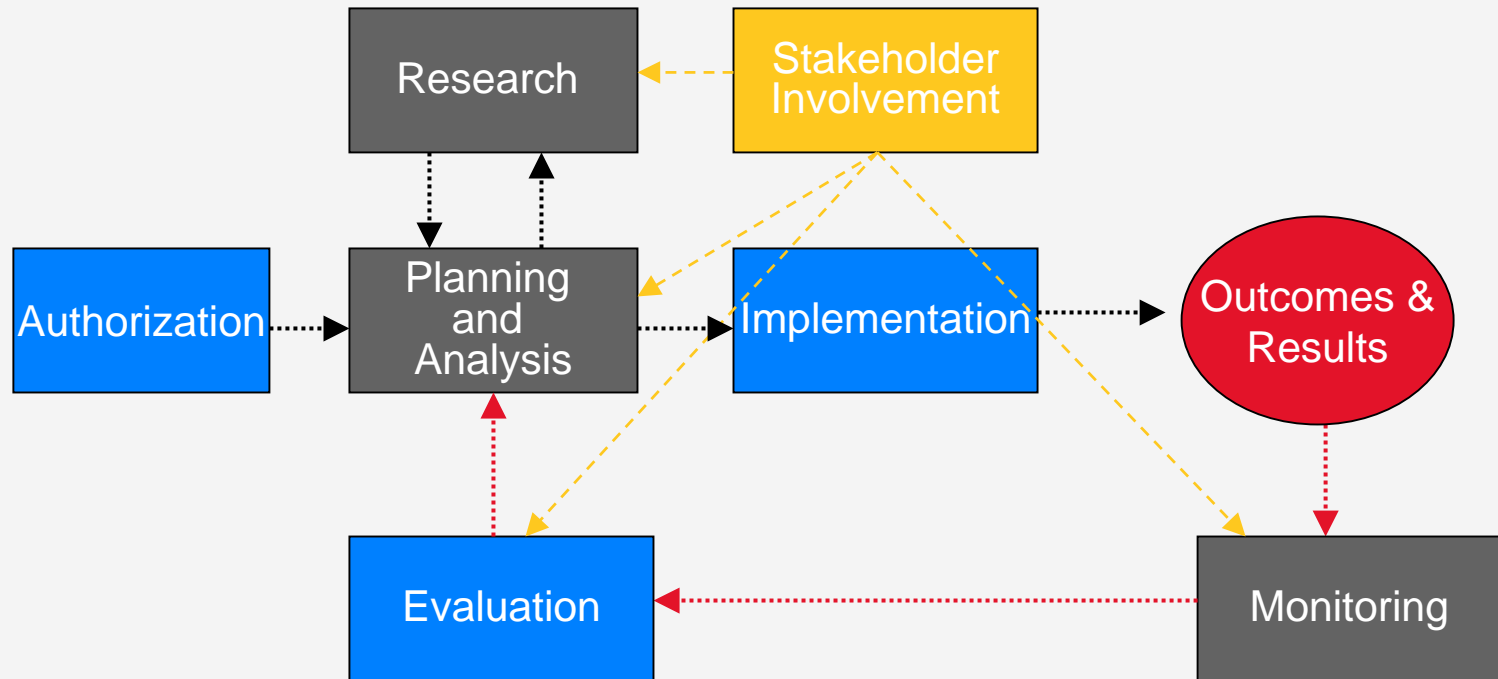 Research
Stakeholder
Involvement
Authorization
Planning
and
Analysis
Implementation
Outcomes &
Results
Evaluation
Monitoring